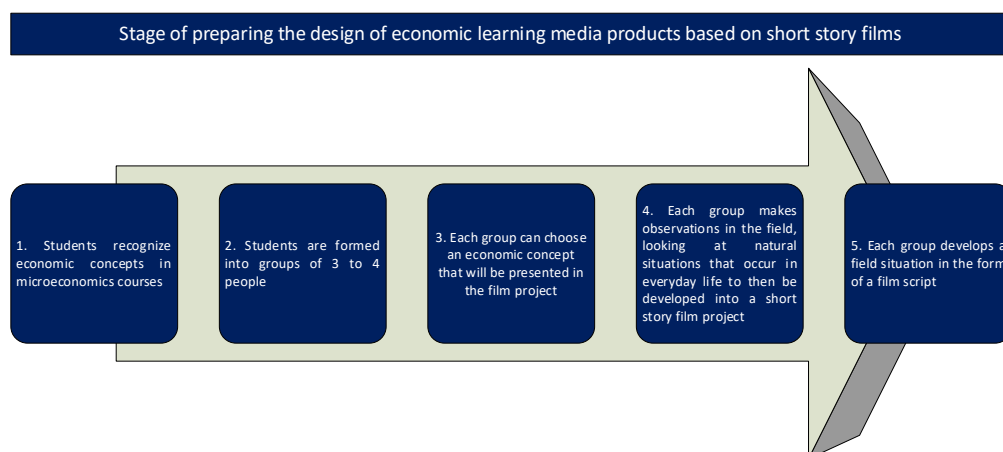 Stage of preparing the design of economic learning media products based on short story films
1. Students recognize
economic concepts in
microeconomics courses
2. Students are formed
into groups of 3 to 4
people
3. Each group can choose
an economic concept
that will be presented in
the film project
4. Each group makes
observations in the field,
looking at natural
situations that occur in
everyday life to then be
developed into a short
story film project
5. Each group develops a
field situation in the form
of a film script